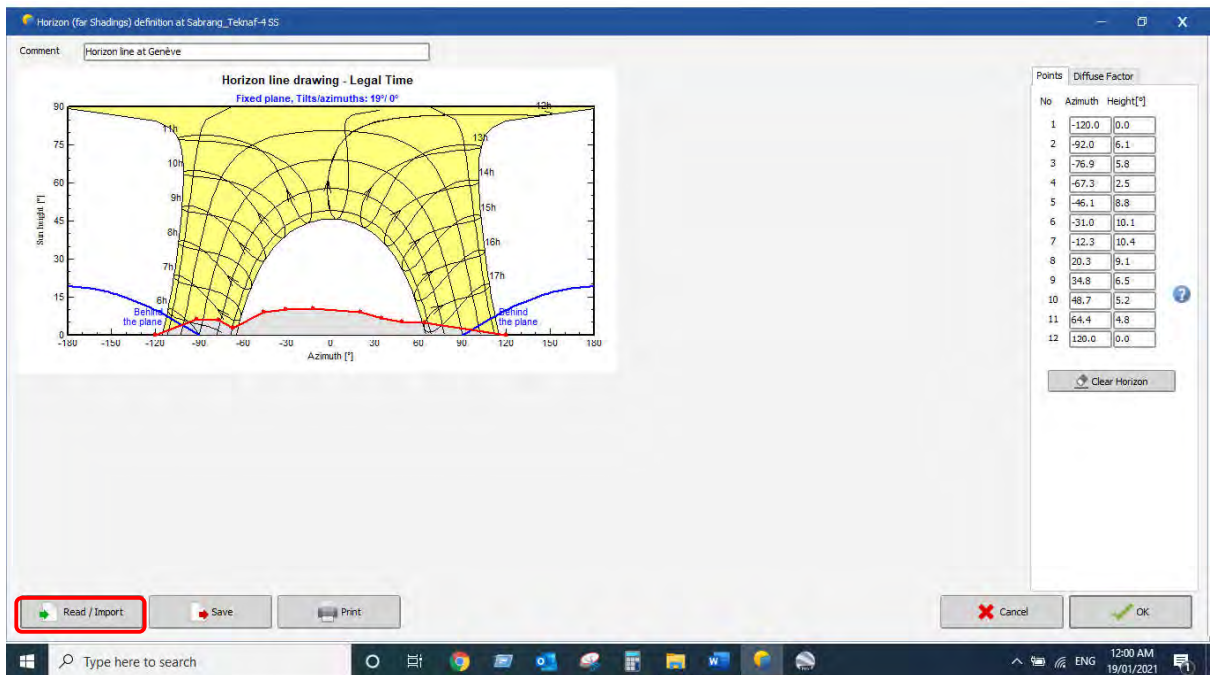 Horizon (far Shadings) definition at Sabrang_Teknaf-4 SS
Comment Horizon line at Genève
Horizon line drawing - Legal Time
Fixed plane, Tilts/azimuths: 19°/ 0°
90
75
60
45
30
15
0
Sun height [°]
11h
10h
9h
8h
7h
6h
12h
13h
14h
15h
16h
17h
Behind
the plane
Behind
the plane
-180 -150 -120 -90 -60 -30 0 30 60 90 120 150 180
Azimuth [°]
Points Diffuse Factor
No Azimuth Height[°]
1 -120.0 0.0
2 -92.0 6.1
3 -76.9 5.8
4 -67.3 2.5
5 -46.1 8.8
6 -31.0 10.1
7 -12.3 10.4
8 20.3 9.1
9 34.8 6.5
10 48.7 5.2
11 64.4 4.8
12 120.0 0.0
?
Clear Horizon
Read / Import Save Print Cancel OK
Type here to search
ENG
12:00 AM
19/01/2021